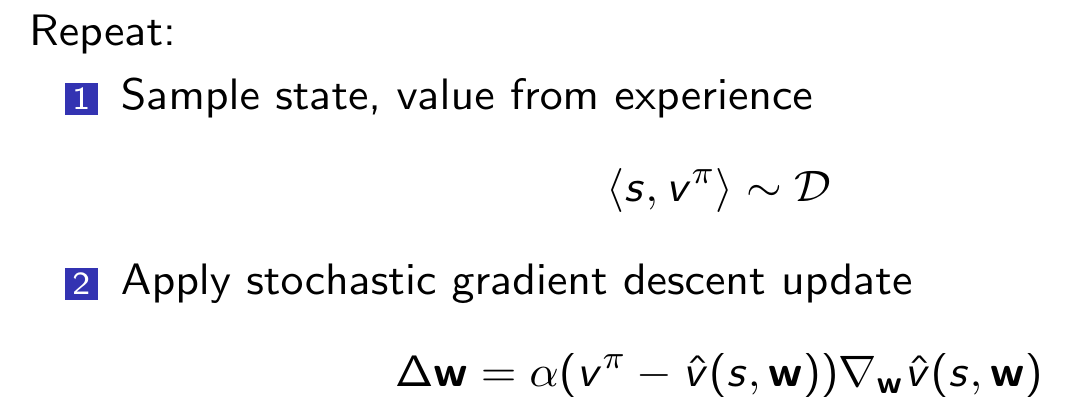 Repeat:
1 Sample state, value from experience
⟨s, v^π⟩ ∼ 𝒟
2 Apply stochastic gradient descent update
Δ𝐰 = α(v^π − v̂(s, 𝐰))∇_𝐰 v̂(s, 𝐰)